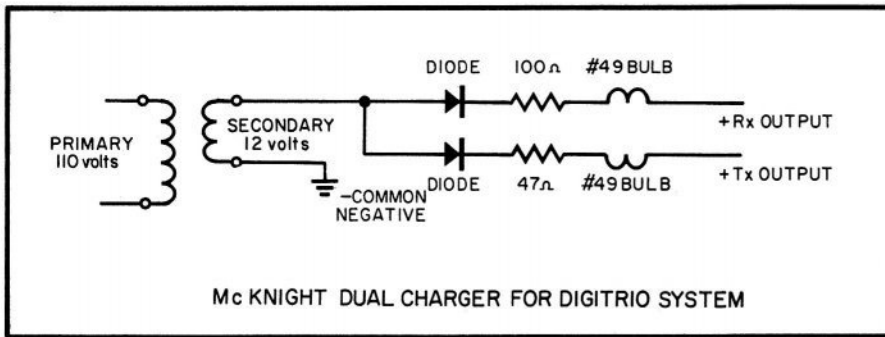 DIODE 100Ω #49 BULB
+Rx OUTPUT
PRIMARY
110 volts
SECONDARY
12 volts
DIODE 47Ω #49 BULB
+Tx OUTPUT
-COMMON
NEGATIVE
Mc KNIGHT DUAL CHARGER FOR DIGITRIO SYSTEM